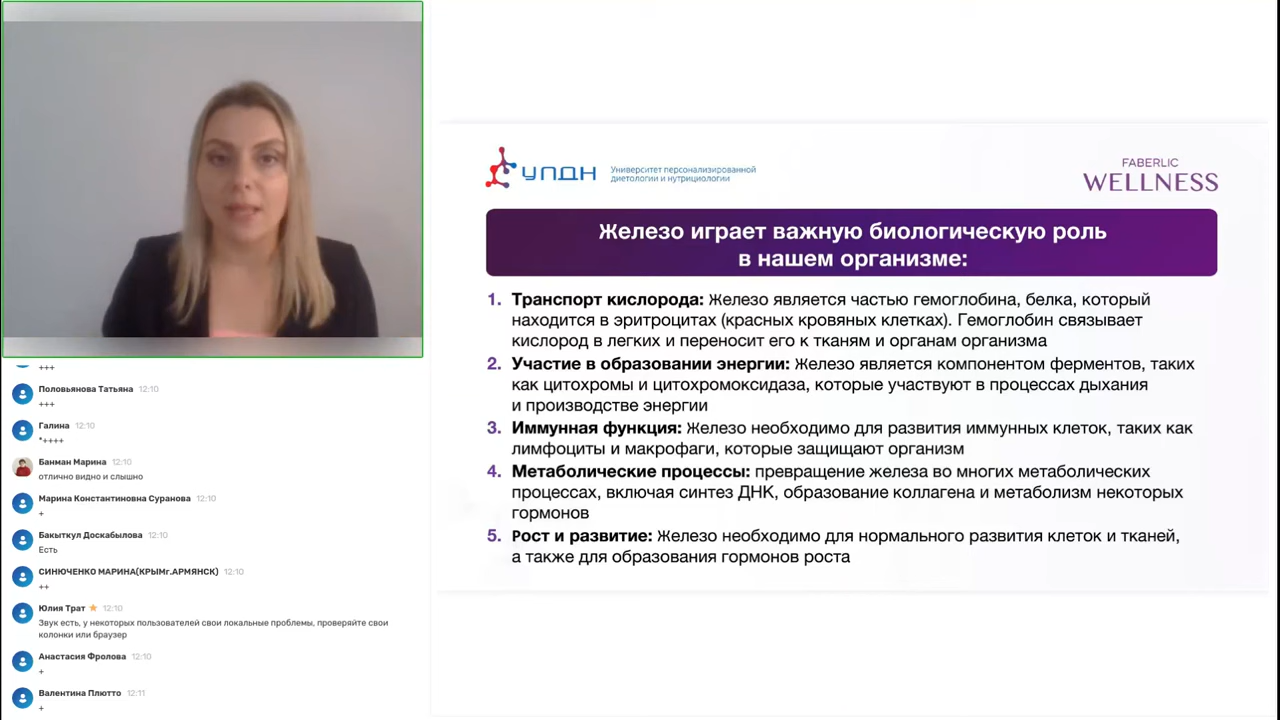 +++
Половьянова Татьяна 12:10
+++
Галина 12:10
*++++
Банман Марина 12:10
отлично видно и слышно
Марина Константиновна Суранова 12:10
+
Бакыткул Доскабылова 12:10
Есть
СИНЮЧЕНКО МАРИНА(КРЫМг.АРМЯНСК) 12:10
++
Юлия Трат 12:10
Звук есть, у некоторых пользователей свои локальные проблемы, проверяйте свои
колонки или браузер
Анастасия Фролова 12:10
+
Валентина Плютто 12:11
+
УПДН
Университет персонализированной
диетологии и нутрициологии
FABERLIC
WELLNESS
Железо играет важную биологическую роль
в нашем организме:
1. Транспорт кислорода: Железо является частью гемоглобина, белка, который
находится в эритроцитах (красных кровяных клетках). Гемоглобин связывает
кислород в легких и переносит его к тканям и органам организма
2. Участие в образовании энергии: Железо является компонентом ферментов, таких
как цитохромы и цитохромоксидаза, которые участвуют в процессах дыхания
и производстве энергии
3. Иммунная функция: Железо необходимо для развития иммунных клеток, таких как
лимфоциты и макрофаги, которые защищают организм
4. Метаболические процессы: превращение железа во многих метаболических
процессах, включая синтез ДНК, образование коллагена и метаболизм некоторых
гормонов
5. Рост и развитие: Железо необходимо для нормального развития клеток и тканей,
а также для образования гормонов роста